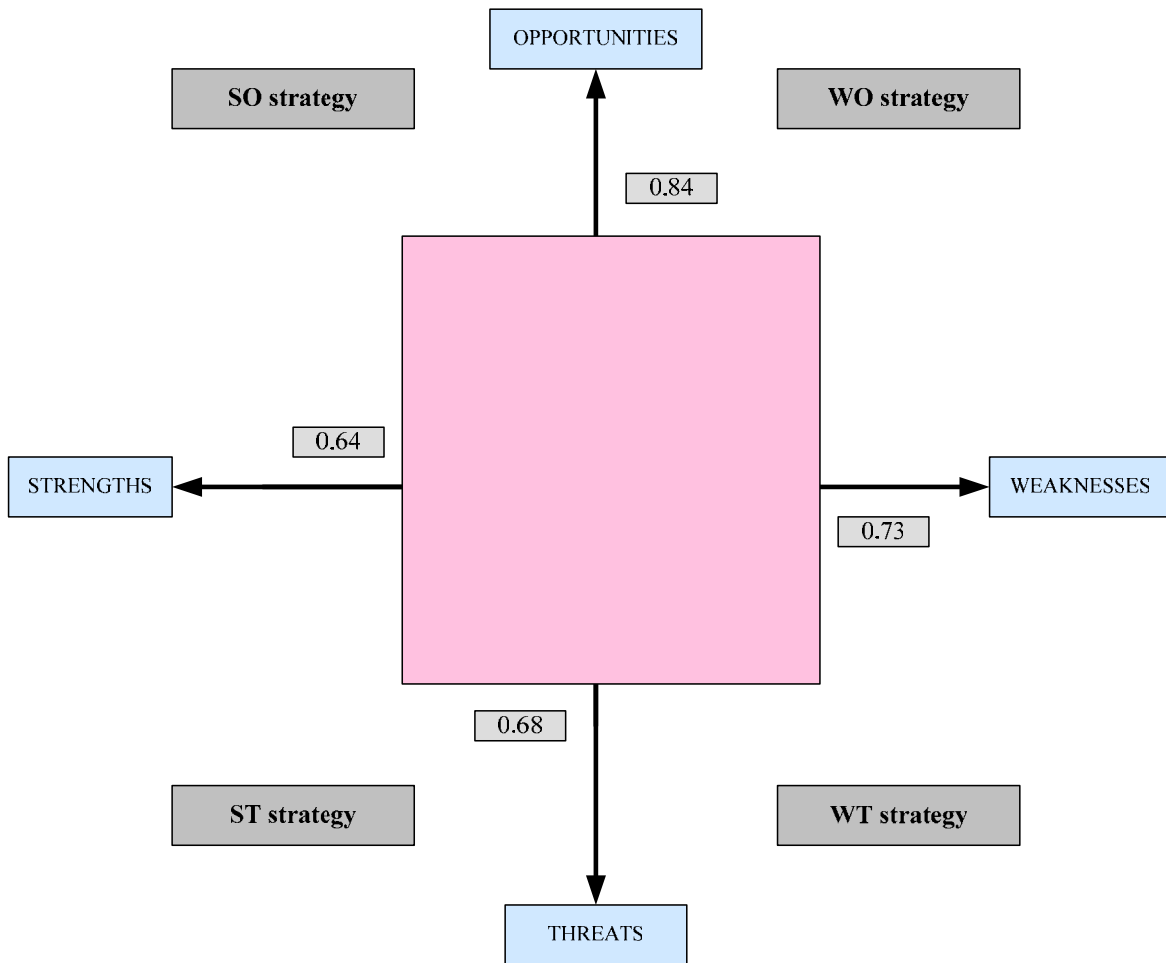 OPPORTUNITIES
SO strategy
WO strategy
0.84
0.64
STRENGTHS
WEAKNESSES
0.73
0.68
ST strategy
WT strategy
THREATS